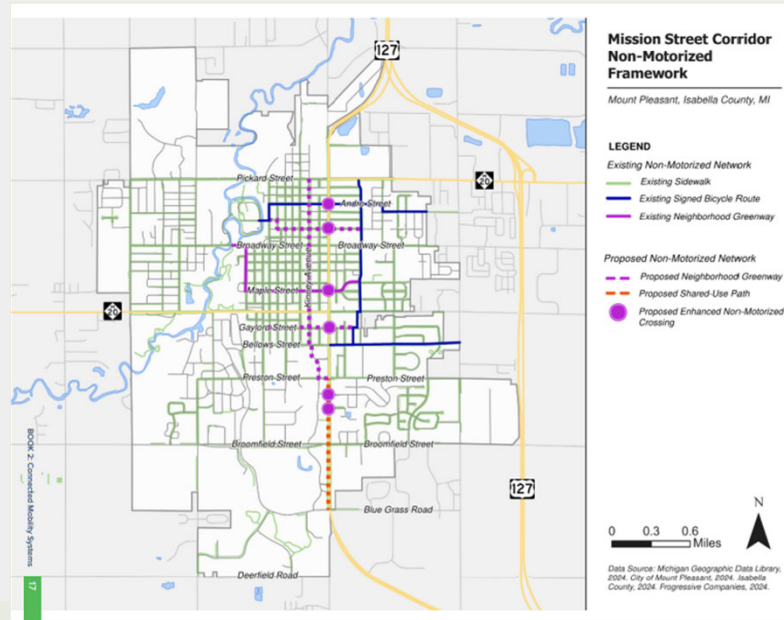 127
Pickard Street
20
Andre Street
Broadway Street
Broadway Street
Kinney Avenue
Maple Street
20
Gaylord Street
Bellows Street
Preston Street
Preston Street
Broomfield Street
Broomfield Street
127
Blue Grass Road
Deerfield Road
BOOK 2: Connected Mobility Systems
17
Mission Street Corridor
Non-Motorized
Framework
Mount Pleasant, Isabella County, MI
LEGEND
Existing Non-Motorized Network
Existing Sidewalk
Existing Signed Bicycle Route
Existing Neighborhood Greenway
Proposed Non-Motorized Network
Proposed Neighborhood Greenway
Proposed Shared-Use Path
Proposed Enhanced Non-Motorized
Crossing
N
0 0.3 0.6
Miles
Data Source: Michigan Geographic Data Library,
2024. City of Mount Pleasant, 2024. Isabella
County, 2024. Progressive Companies, 2024.